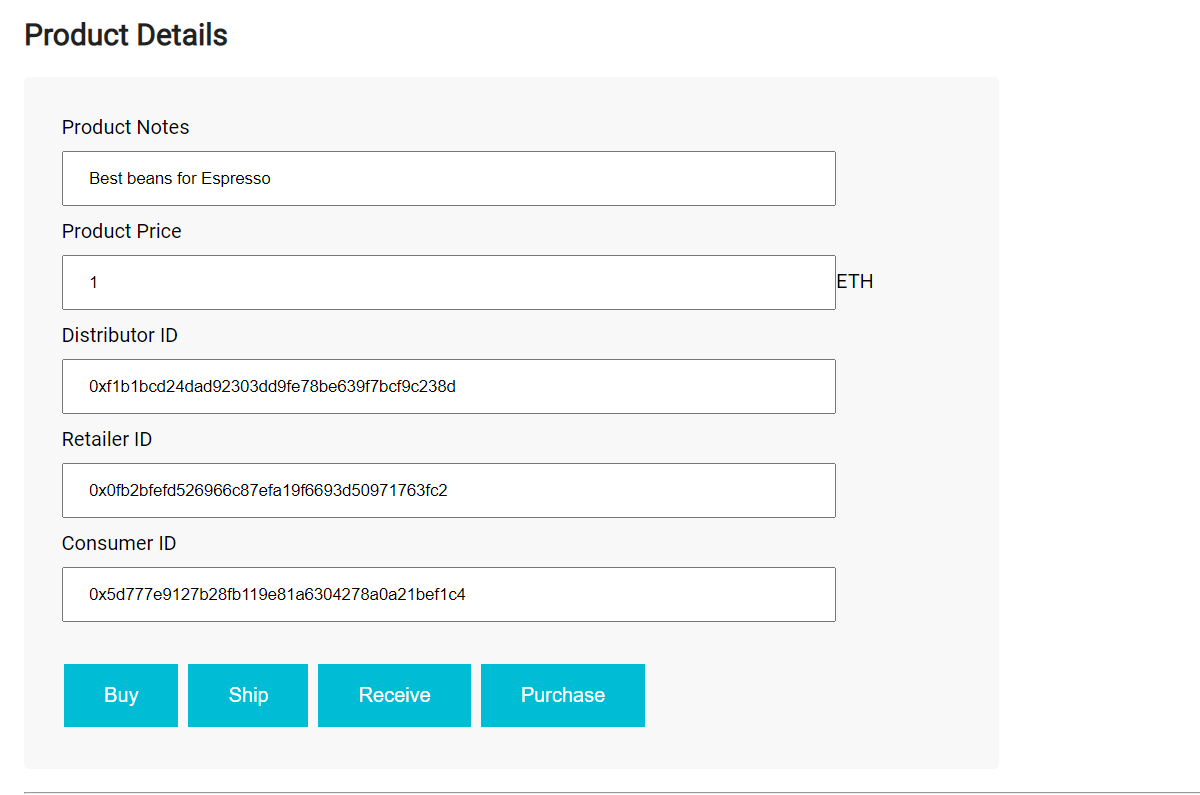 Product Details
Product Notes
Best beans for Espresso
Product Price
1 ETH
Distributor ID
0xf1b1bcd24dad92303dd9fe78be639f7bcf9c238d
Retailer ID
0x0fb2bfefd526966c87efa19f6693d50971763fc2
Consumer ID
0x5d777e9127b28fb119e81a6304278a0a21bef1c4
Buy Ship Receive Purchase